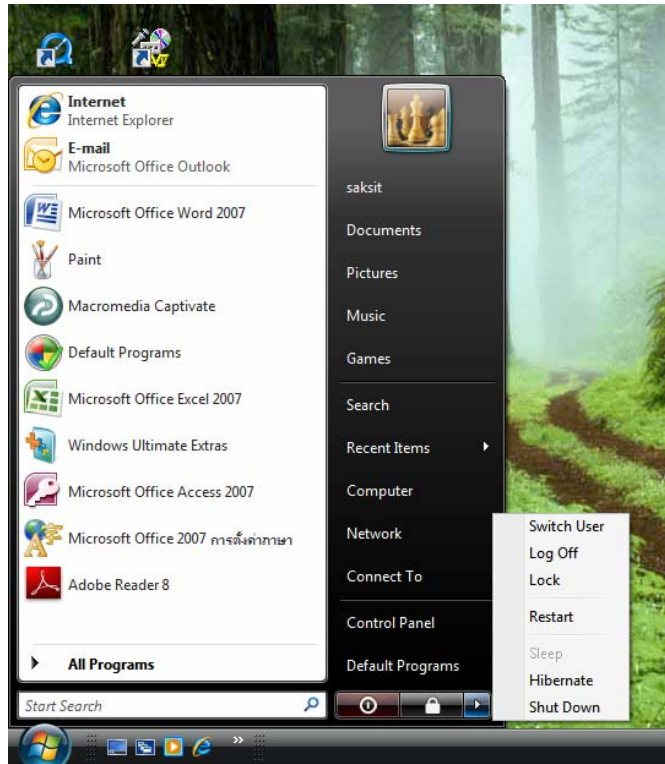 Internet
Internet Explorer
E-mail
Microsoft Office Outlook
Microsoft Office Word 2007
Paint
Macromedia Captivate
Default Programs
Microsoft Office Excel 2007
Windows Ultimate Extras
Microsoft Office Access 2007
Microsoft Office 2007 การตั้งค่าภาษา
Adobe Reader 8
All Programs
Start Search
saksit
Documents
Pictures
Music
Games
Search
Recent Items
Computer
Network
Connect To
Control Panel
Default Programs
Switch User
Log Off
Lock
Restart
Sleep
Hibernate
Shut Down